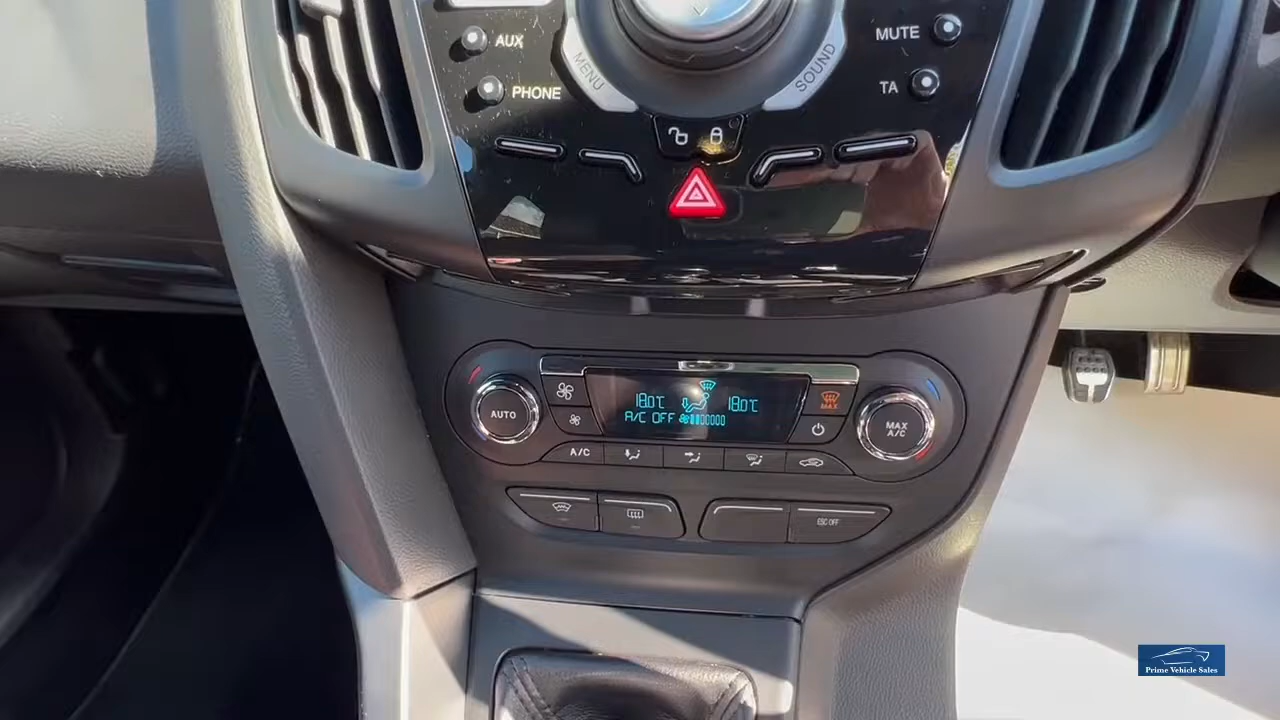 AUX
MUTE
MENU
SOUND
PHONE
TA
18.0°C
18.0°C
A/C OFF
AUTO
MAX
MAX
A/C
A/C
ESC OFF
Prime Vehicle Sales